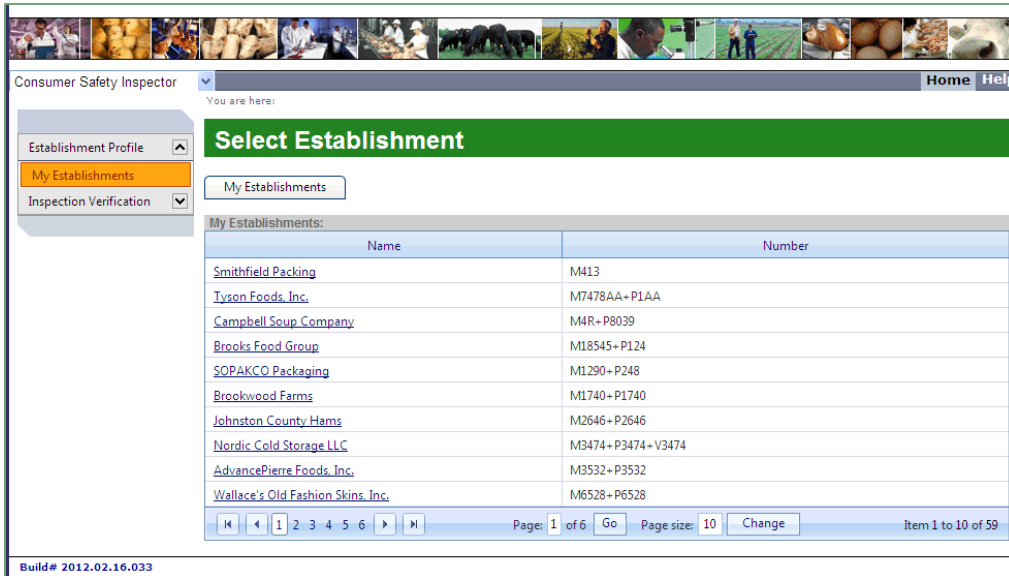 Consumer Safety Inspector
Home Help
You are here:
Establishment Profile
My Establishments
Inspection Verification
Select Establishment
My Establishments
My Establishments:
Name Number
Smithfield Packing M413
Tyson Foods, Inc. M7478AA+P1AA
Campbell Soup Company M4R+P8039
Brooks Food Group M18545+P124
SOPAKCO Packaging M1290+P248
Brookwood Farms M1740+P1740
Johnston County Hams M2646+P2646
Nordic Cold Storage LLC M3474+P3474+V3474
AdvancePierre Foods, Inc. M3532+P3532
Wallace's Old Fashion Skins, Inc. M6528+P6528
1 2 3 4 5 6 Page: 1 of 6 Go Page size: 10 Change Item 1 to 10 of 59
Build# 2012.02.16.033